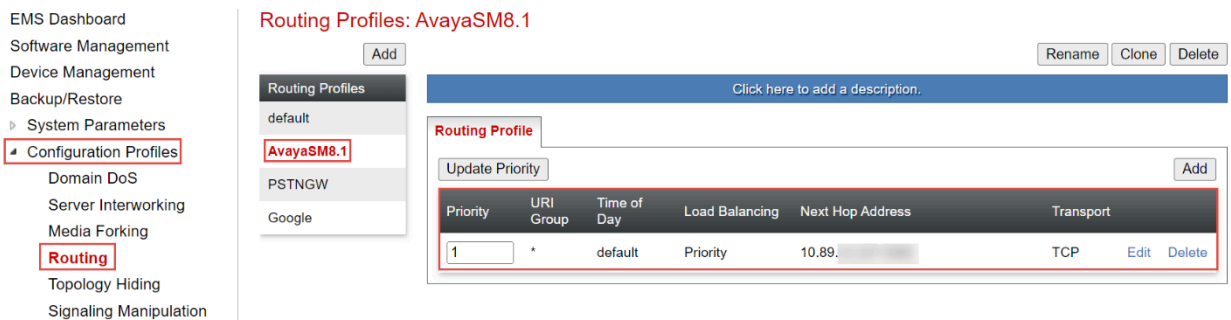 EMS Dashboard
Software Management
Device Management
Backup/Restore
System Parameters
Configuration Profiles
Domain DoS
Server Interworking
Media Forking
Routing
Topology Hiding
Signaling Manipulation
Routing Profiles: AvayaSM8.1
Add
Rename Clone Delete
Routing Profiles
default
AvayaSM8.1
PSTNGW
Google
Click here to add a description.
Routing Profile
Update Priority Add
Priority URI Group Time of Day Load Balancing Next Hop Address Transport
1 * default Priority 10.89. TCP Edit Delete